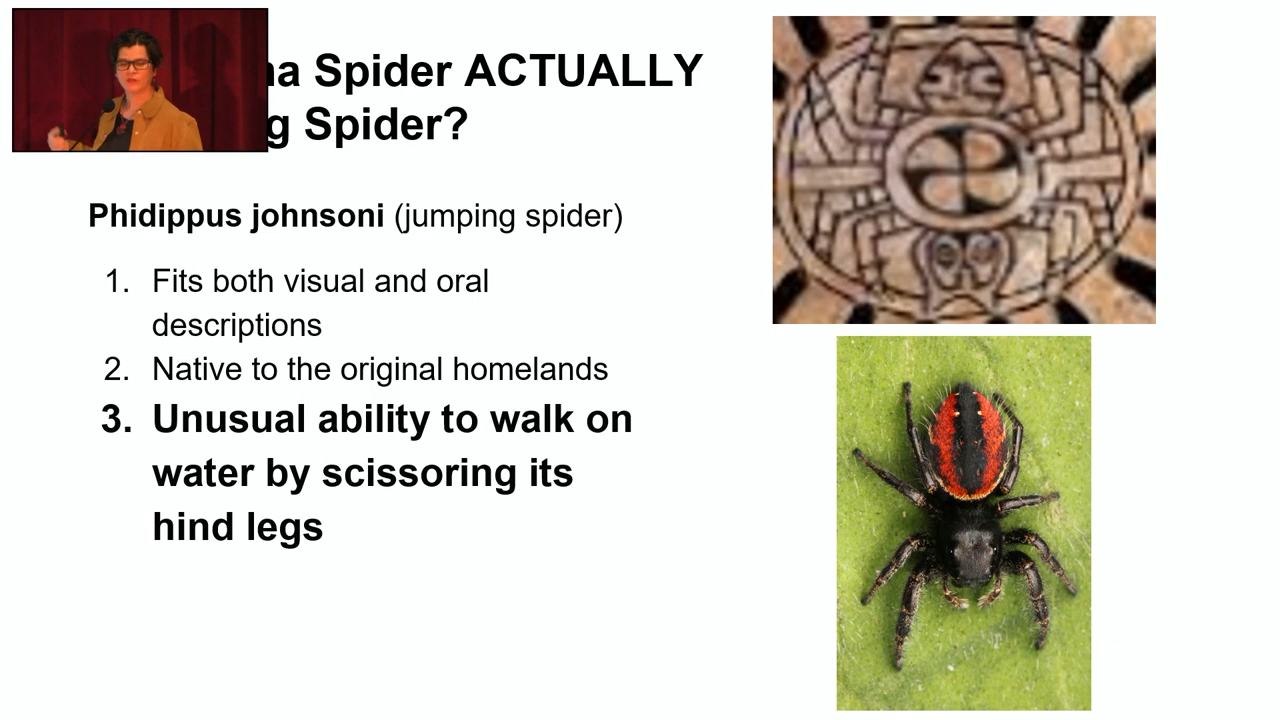 Spider ACTUALLY
Spider?
Phidippus johnsoni (jumping spider)
1. Fits both visual and oral
descriptions
2. Native to the original homelands
3. Unusual ability to walk on
water by scissoring its
hind legs